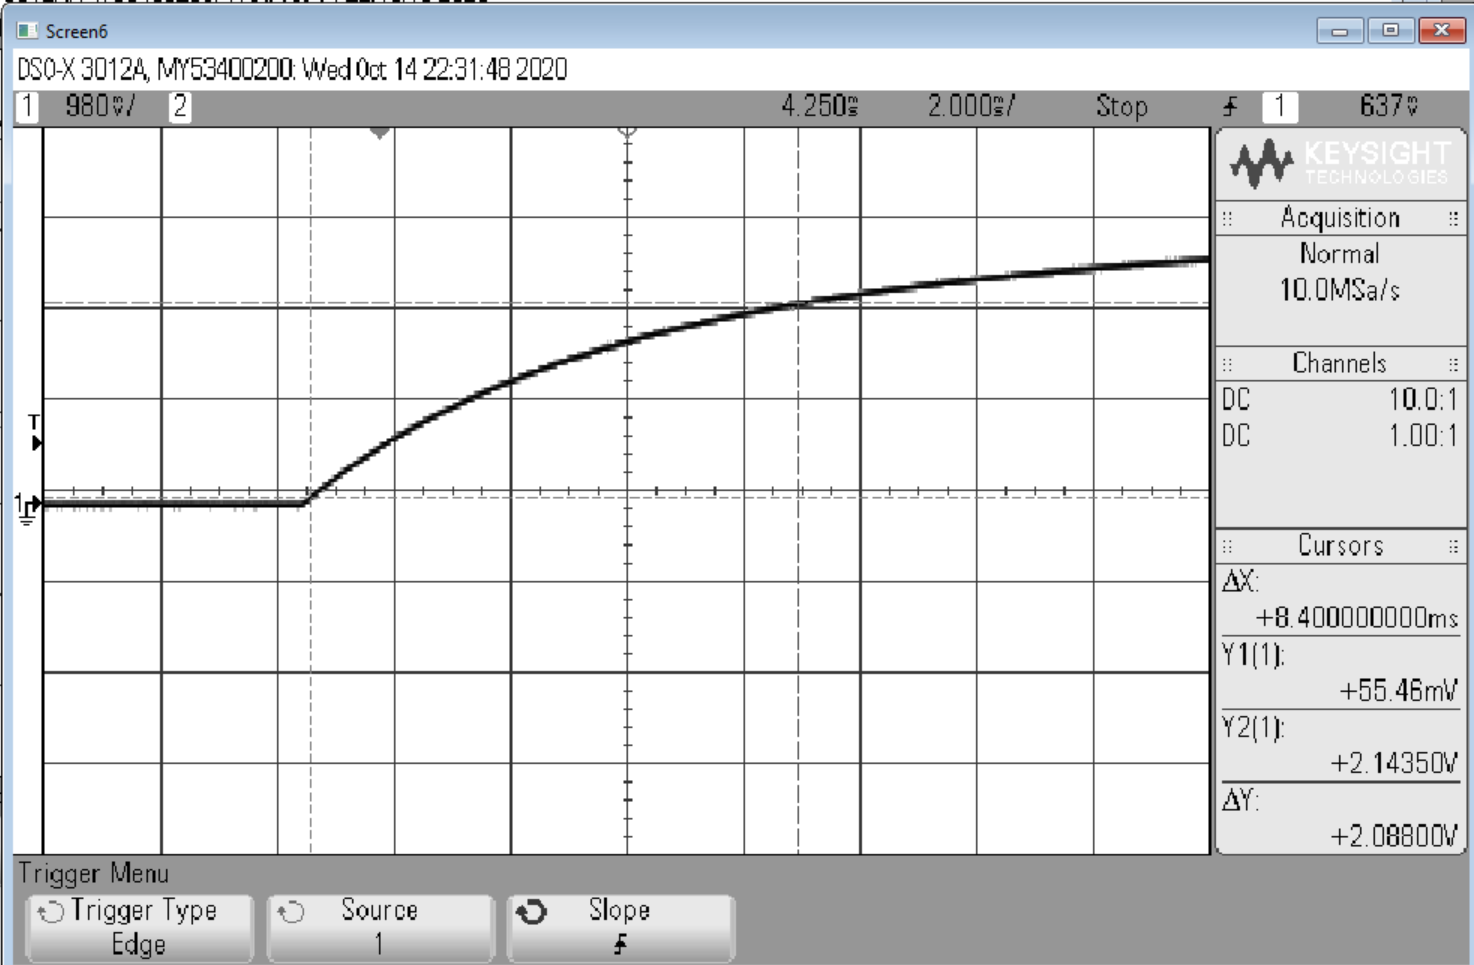 Screen6
DSO-X 3012A, MY53400200: Wed Oct 14 22:31:48 2020
1 980mV/ 2 4.250ms 2.000ms/ Stop 1 637mV
KEYSIGHT
TECHNOLOGIES
Acquisition
Normal
10.0MSa/s
Channels
DC 10.0:1
DC 1.00:1
T
1
Cursors
ΔX:
+8.400000000ms
Y1(1):
+55.46mV
Y2(1):
+2.14350V
ΔY:
+2.08800V
Trigger Menu
Trigger Type
Edge
Source
1
Slope